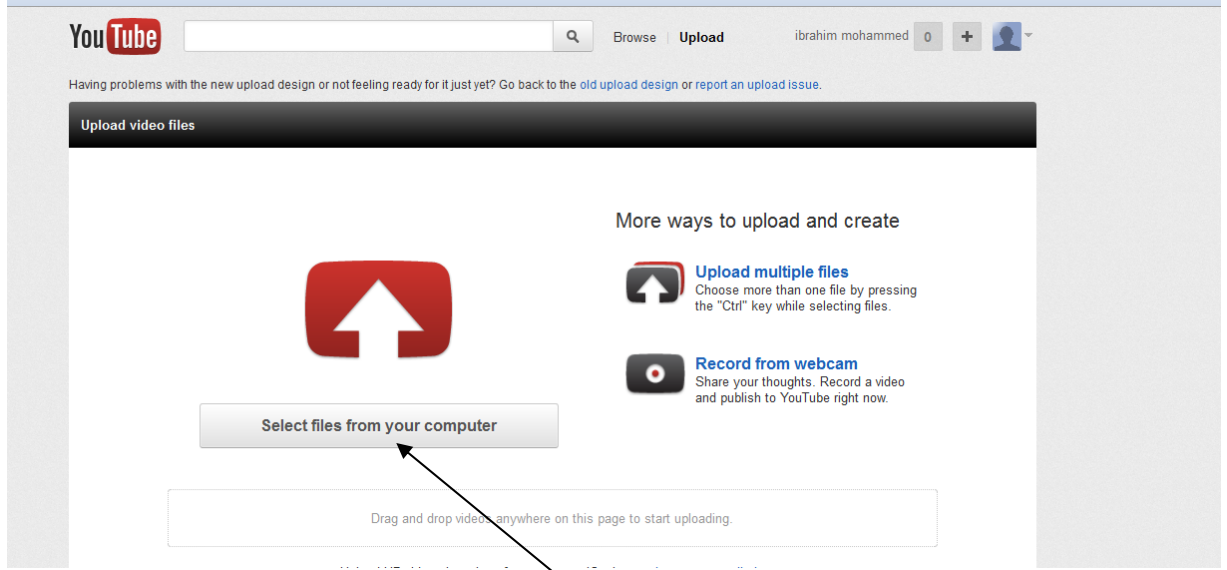 YouTube
Browse | Upload
ibrahim mohammed 0 +
Having problems with the new upload design or not feeling ready for it just yet? Go back to the old upload design or report an upload issue.
Upload video files
Select files from your computer
More ways to upload and create
Upload multiple files
Choose more than one file by pressing
the "Ctrl" key while selecting files.
Record from webcam
Share your thoughts. Record a video
and publish to YouTube right now.
Drag and drop videos anywhere on this page to start uploading.